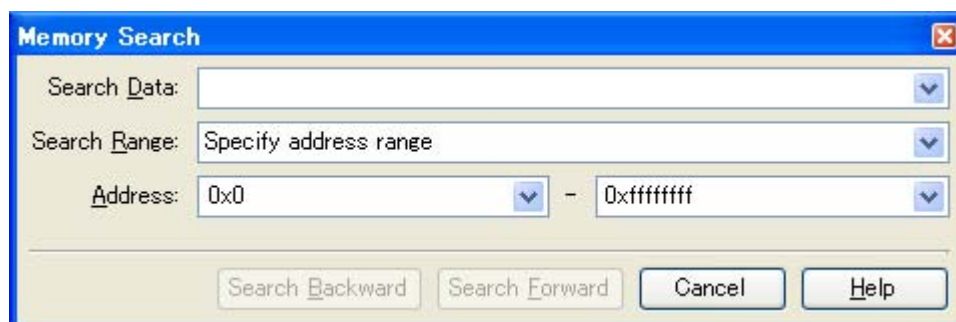 Memory Search
Search Data:
Search Range: Specify address range
Address: 0x0 - 0xffffffff
Search Backward Search Forward Cancel Help